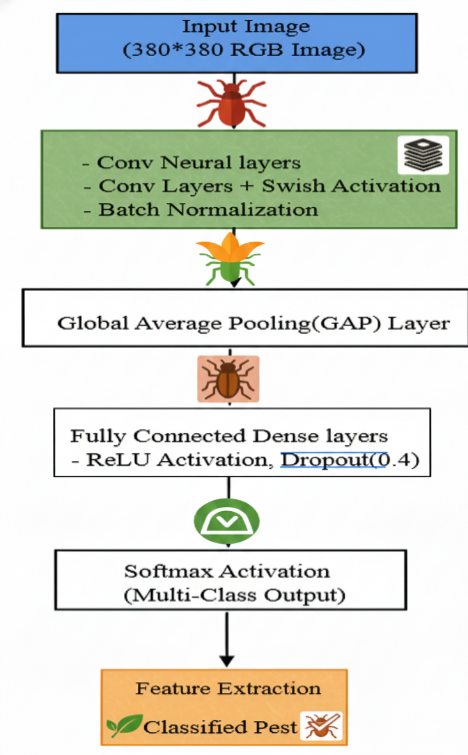 Input Image
(380*380 RGB Image)
- Conv Neural layers
- Conv Layers + Swish Activation
- Batch Normalization
Global Average Pooling(GAP) Layer
Fully Connected Dense layers
- ReLU Activation, Dropout(0.4)
Softmax Activation
(Multi-Class Output)
Feature Extraction
Classified Pest